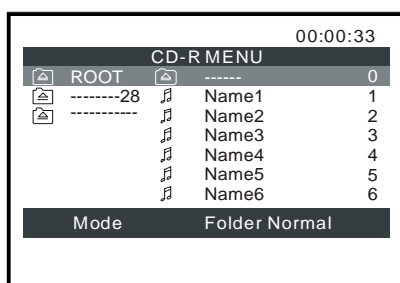 00:00:33
CD-R MENU
ROOT ------ 0
--------28 Name1 1
----------- Name2 2
Name3 3
Name4 4
Name5 5
Name6 6
Mode Folder Normal